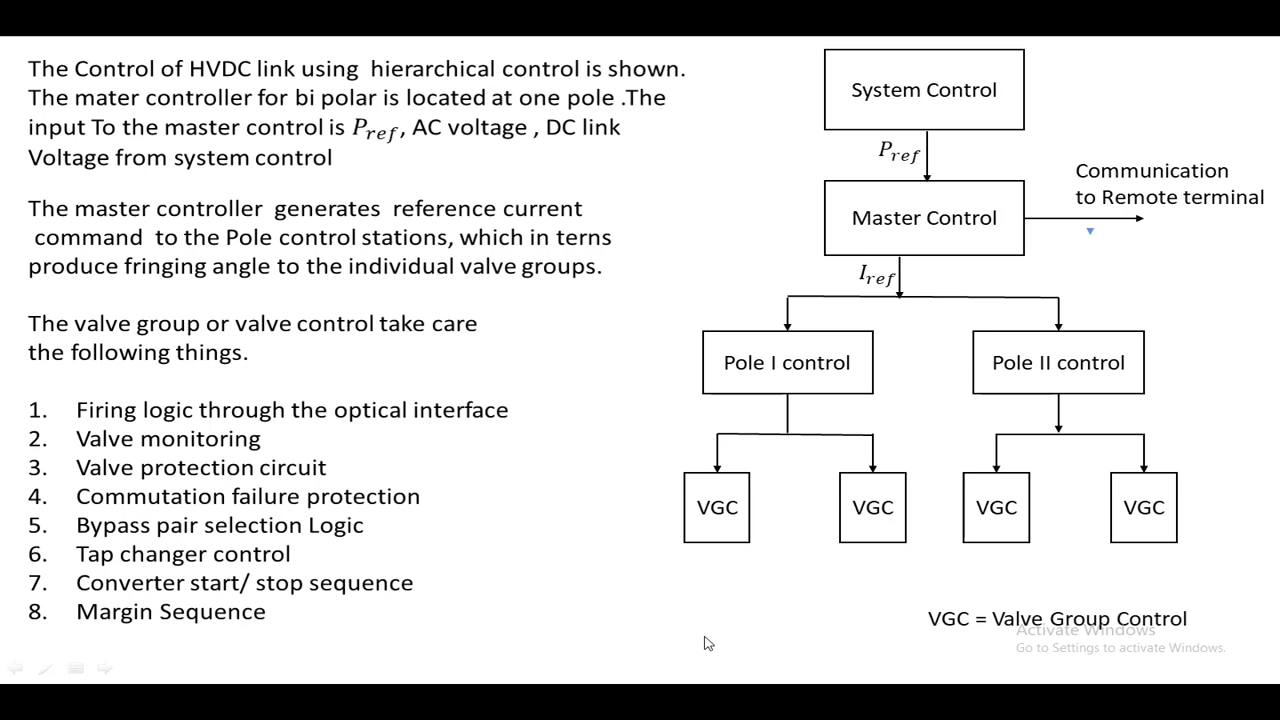 The Control of HVDC link using hierarchical control is shown.
The mater controller for bi polar is located at one pole .The
input To the master control is P_ref, AC voltage , DC link
Voltage from system control
The master controller generates reference current
command to the Pole control stations, which in terns
produce fringing angle to the individual valve groups.
The valve group or valve control take care
the following things.
1. Firing logic through the optical interface
2. Valve monitoring
3. Valve protection circuit
4. Commutation failure protection
5. Bypass pair selection Logic
6. Tap changer control
7. Converter start/ stop sequence
8. Margin Sequence
System Control
P_ref
Communication
to Remote terminal
Master Control
I_ref
Pole I control
Pole II control
VGC
VGC
VGC
VGC
VGC = Valve Group Control
Activate Windows
Go to Settings to activate Windows.